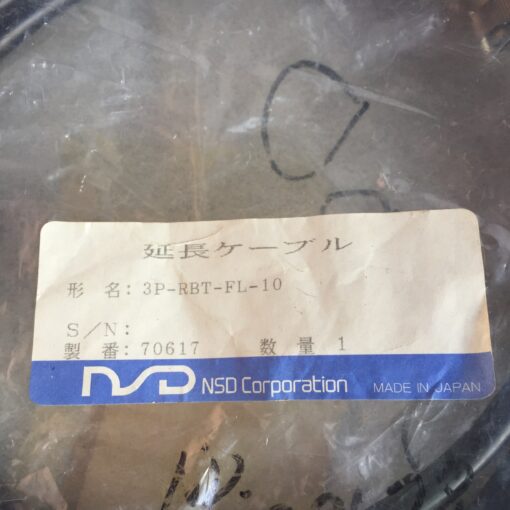 延長ケーブル
形 名: 3P-RBT-FL-10
S/N:
製 番: 70617 数 量 1
NSD NSD Corporation MADE IN JAPAN